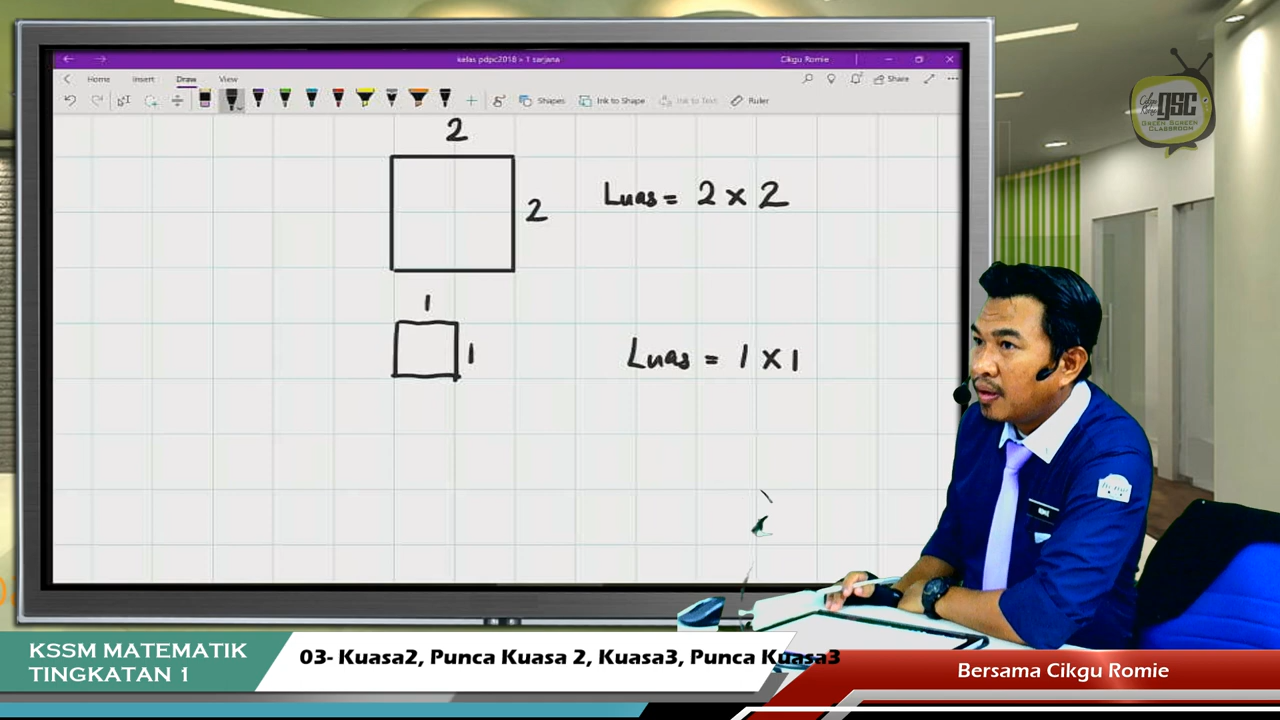 kelas pdpc2018 » 1 sarjana
Cikgu Romie
Home Insert Draw View
Share
Shapes Ink to Shape Ink to Text Ruler
2
2
Luas = 2 x 2
1
1
Luas = 1 x 1
Cikgu
gsc
GREEN SCREEN
CLASSROOM
KSSM MATEMATIK
TINGKATAN 1
03- Kuasa2, Punca Kuasa 2, Kuasa3, Punca Kuasa3
Bersama Cikgu Romie